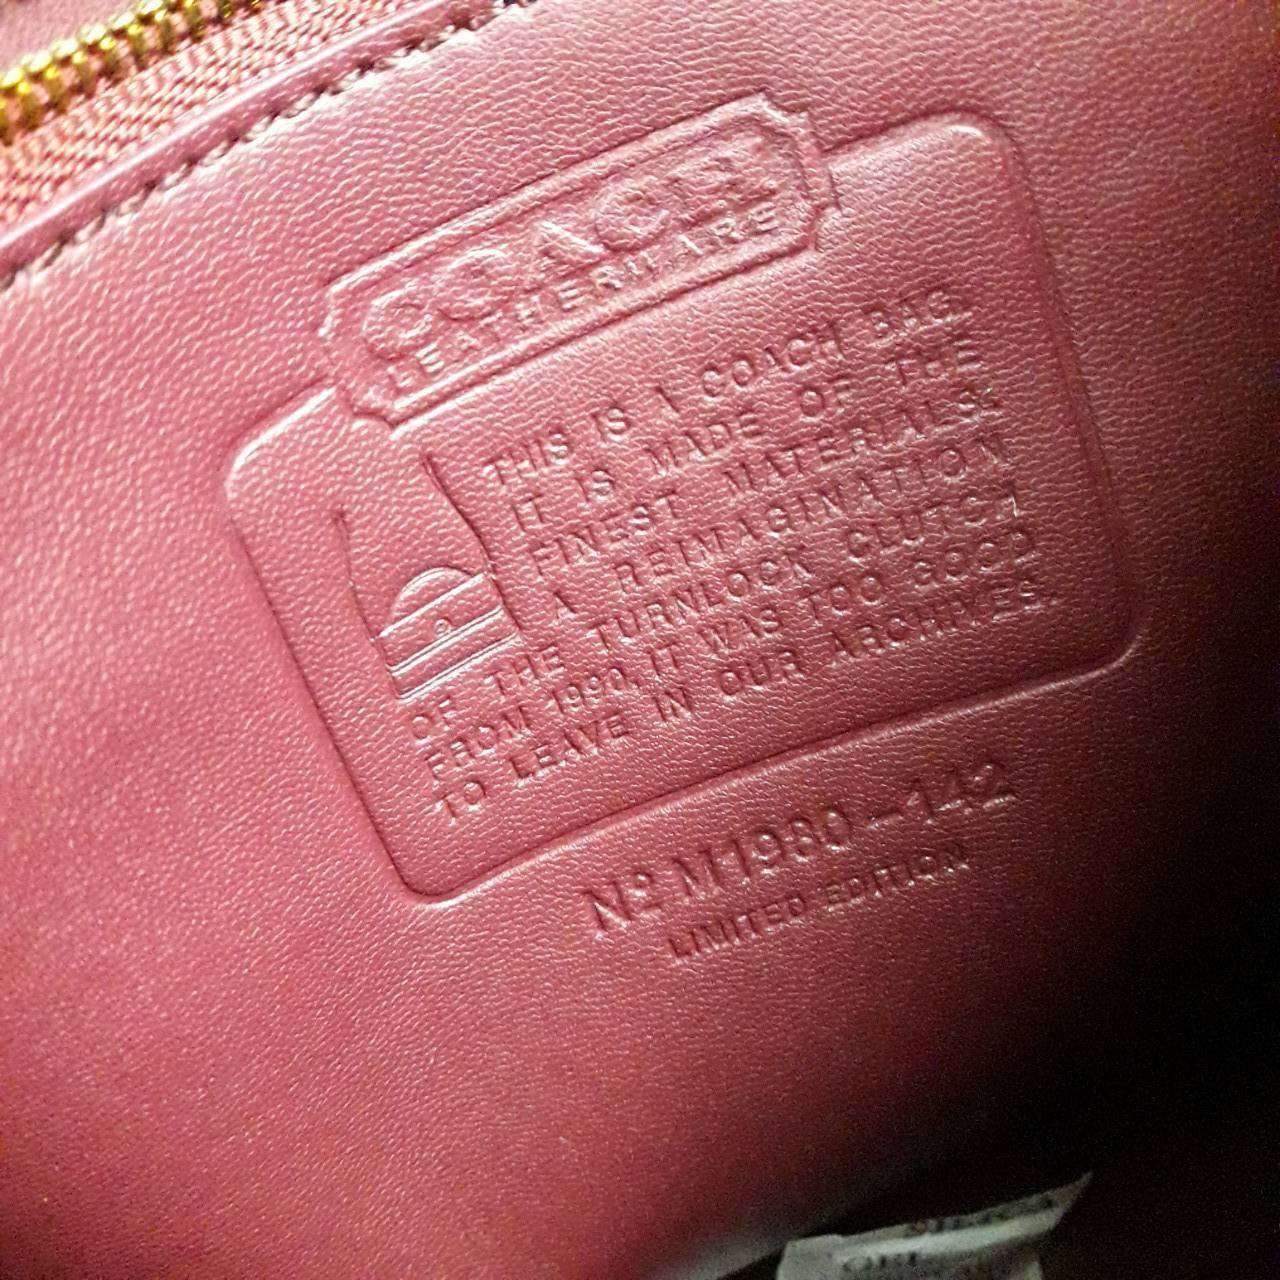 COACH
LEATHERWARE
THIS IS A COACH BAG.
IT IS MADE OF THE
FINEST MATERIALS.
A REIMAGINATION
OF THE TURNLOCK CLUTCH
FROM 1990, IT WAS TOO GOOD
TO LEAVE IN OUR ARCHIVES.
Nº M1980-142
LIMITED EDITION